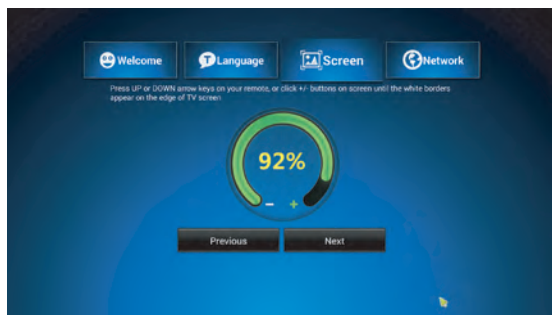 Welcome
Language
Screen
Network
Press UP or DOWN arrow keys on your remote, or click +/- buttons on screen until the white borders
appear on the edge of TV screen
92%
- +
Previous
Next